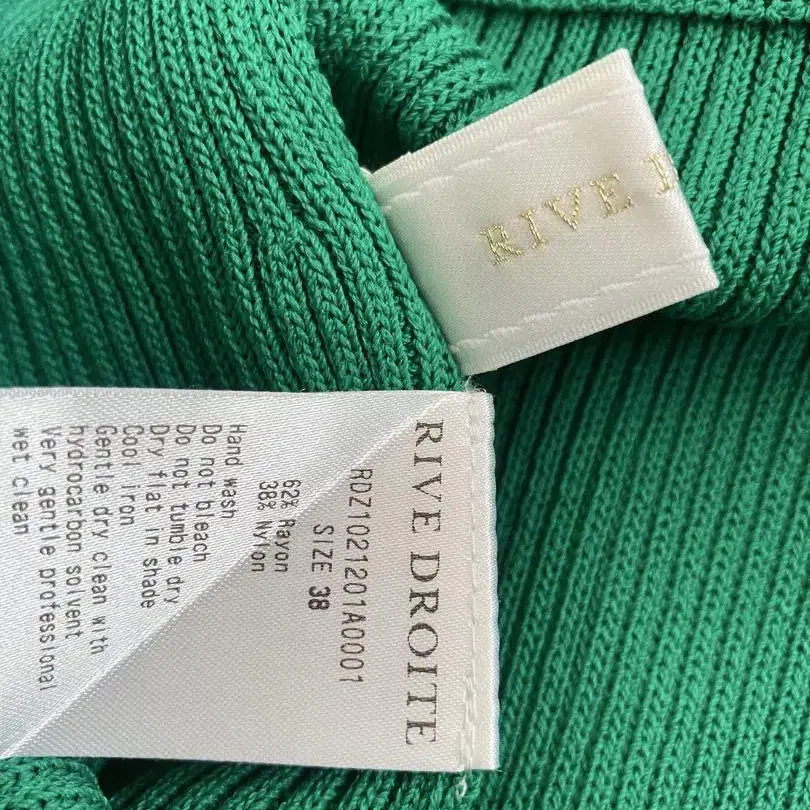 RIVE D
RIVE DROITE
RDZ1021201A0001
SIZE 38
62% Rayon
38% Nylon
Hand wash
Do not bleach
Do not tumble dry
Dry flat in shade
Cool iron
Gentle dry clean with
hydrocarbon solvent
Very gentle professional
wet clean